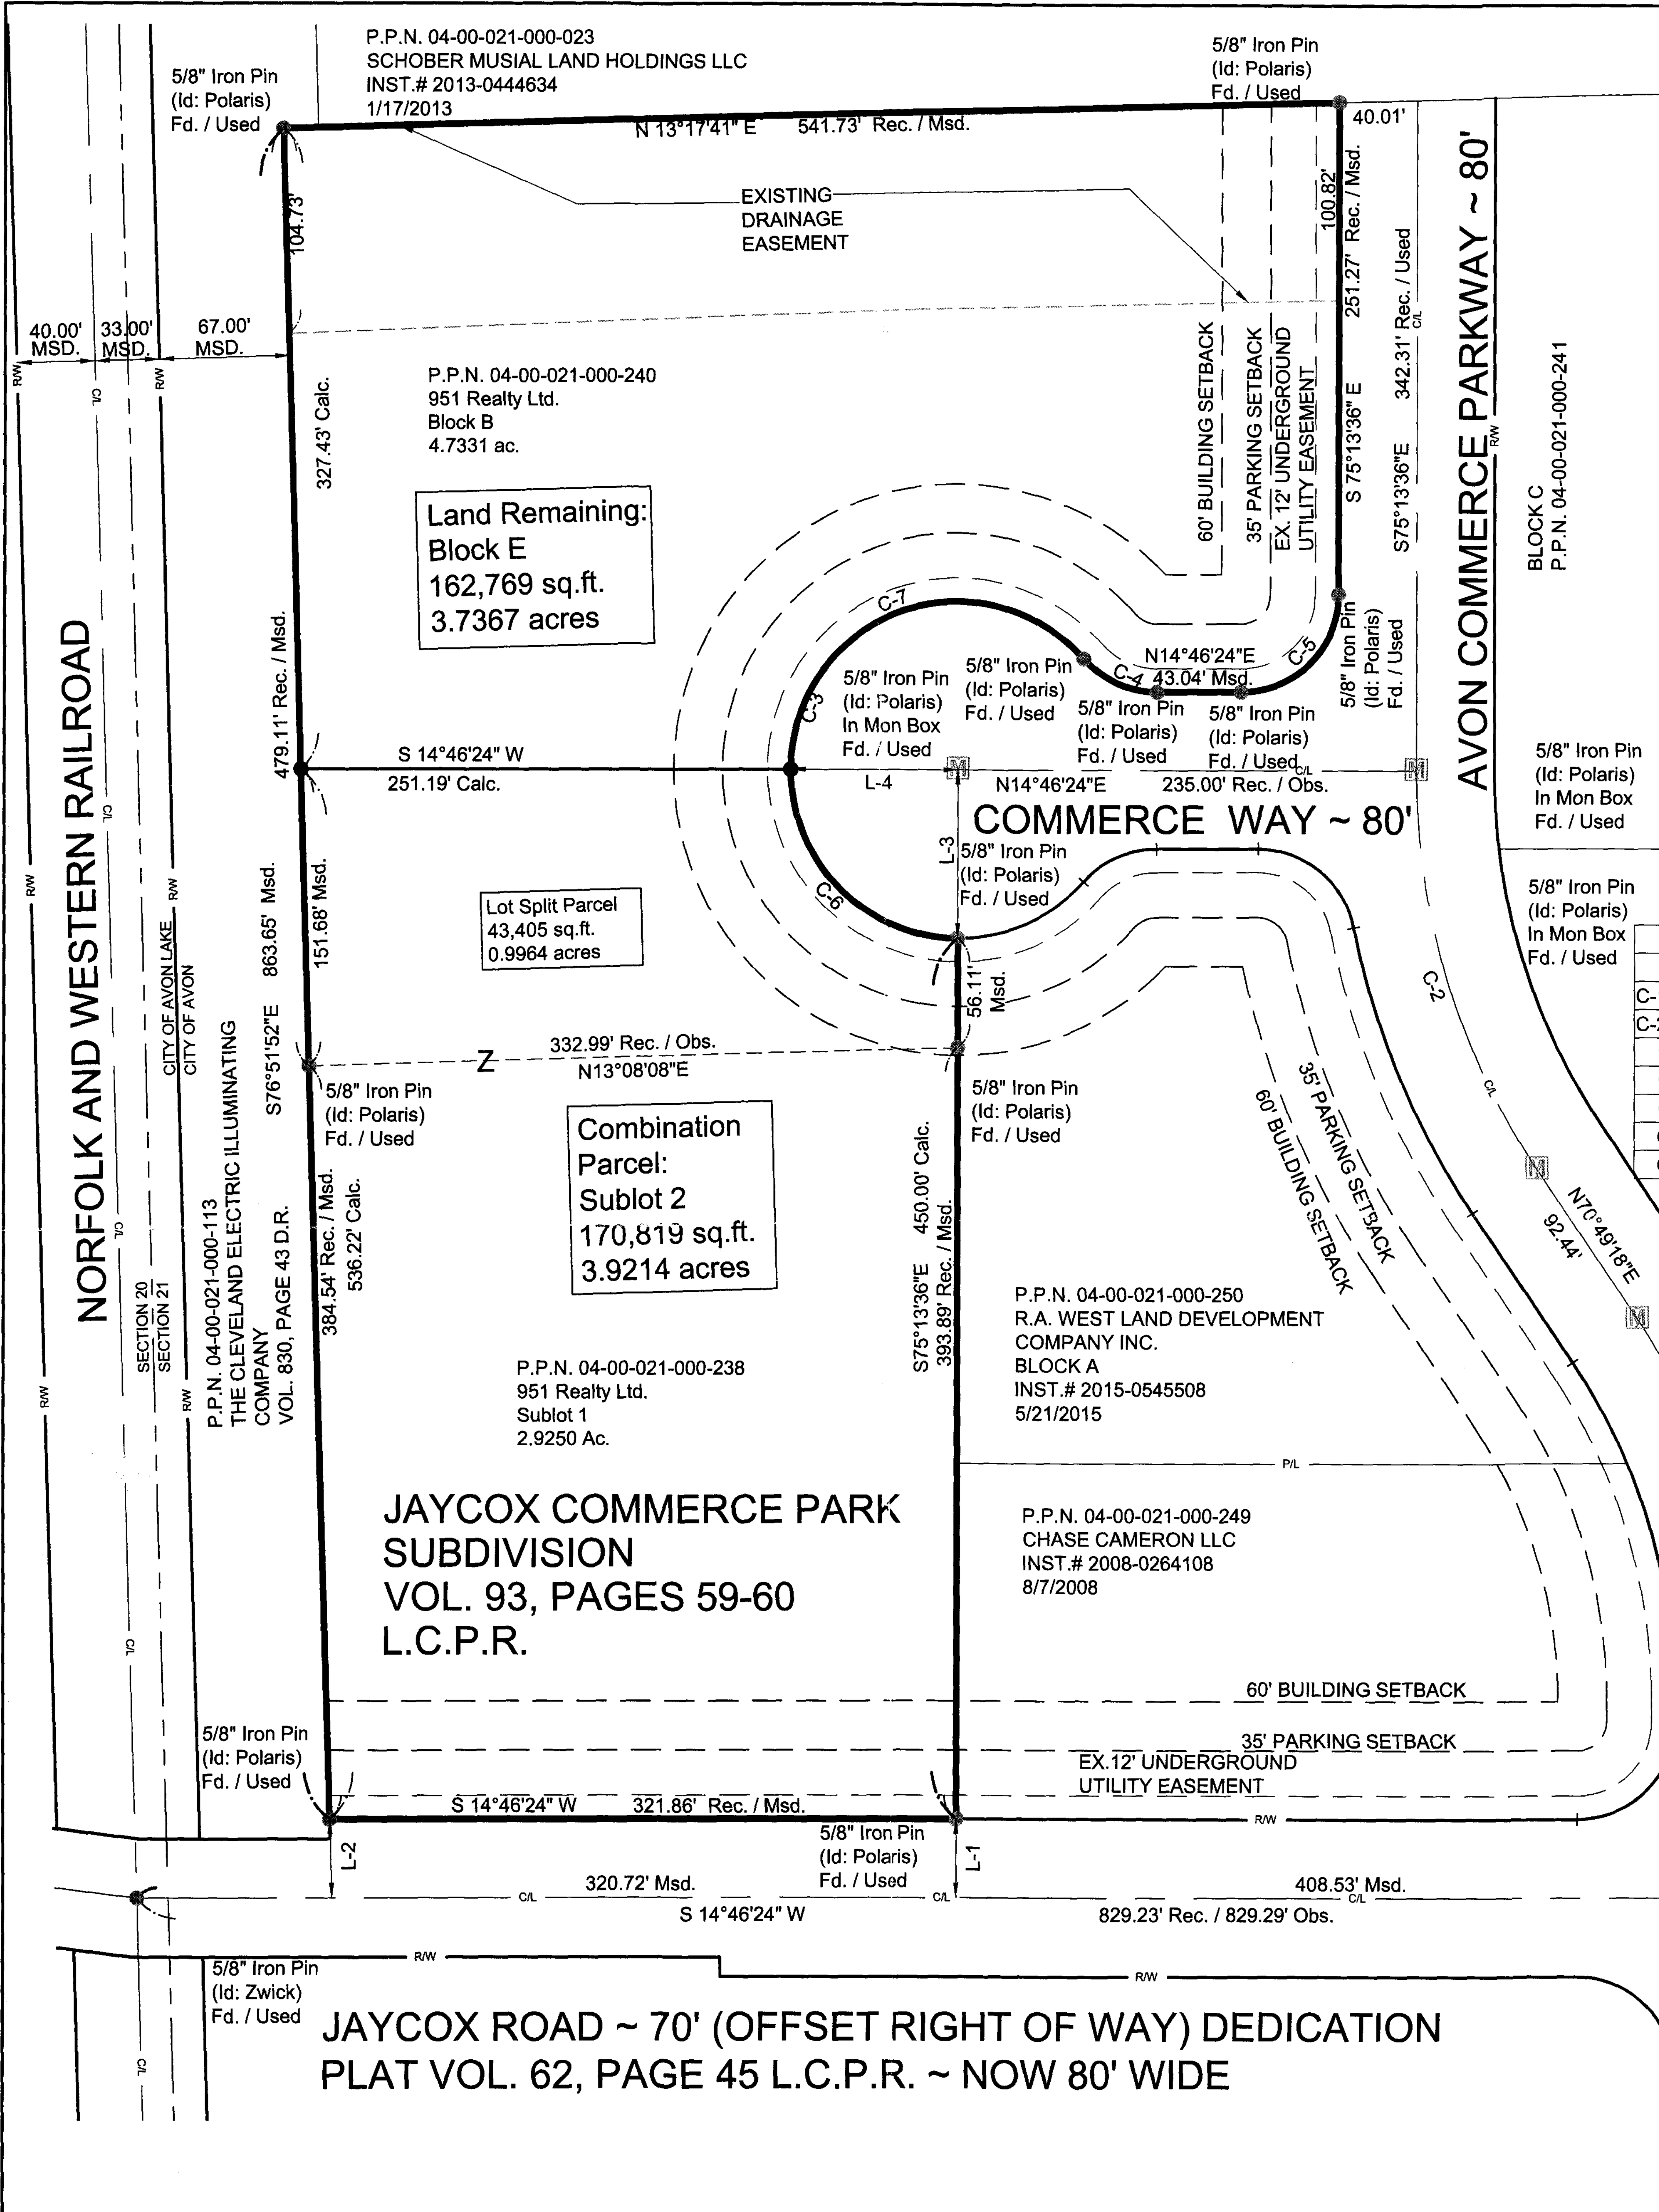 P.P.N. 04-00-021-000-023
SCHOBER MUSIAL LAND HOLDINGS LLC
INST.# 2013-0444634
1/17/2013
5/8" Iron Pin
(Id: Polaris)
Fd. / Used
5/8" Iron Pin
(Id: Polaris)
Fd. / Used
N 13°17'41" E 541.73' Rec. / Msd.
40.01'
104.73'
EXISTING
DRAINAGE
EASEMENT
100.82'
251.27' Rec. / Msd.
S 75°13'36" E
342.31' Rec. / Used
S75°13'36"E
C/L
AVON COMMERCE PARKWAY ~ 80'
R/W
40.00'
MSD.
33.00'
MSD.
67.00'
MSD.
R/W
C/L
R/W
327.43' Calc.
P.P.N. 04-00-021-000-240
951 Realty Ltd.
Block B
4.7331 ac.
60' BUILDING SETBACK
35' PARKING SETBACK
EX. 12' UNDERGROUND
UTILITY EASEMENT
BLOCK C
P.P.N. 04-00-021-000-241
Land Remaining:
Block E
162,769 sq.ft.
3.7367 acres
C-7
C-3
C-4
C-5
N14°46'24"E
43.04' Msd.
5/8" Iron Pin
(Id: Polaris)
In Mon Box
Fd. / Used
5/8" Iron Pin
(Id: Polaris)
Fd. / Used
5/8" Iron Pin
(Id: Polaris)
Fd. / Used
5/8" Iron Pin
(Id: Polaris)
Fd. / Used
5/8" Iron Pin
(Id: Polaris)
Fd. / Used
479.11' Rec. / Msd.
S 14°46'24" W
251.19' Calc.
L-4
M
C/L
M
N14°46'24"E 235.00' Rec. / Obs.
COMMERCE WAY ~ 80'
5/8" Iron Pin
(Id: Polaris)
In Mon Box
Fd. / Used
NORFOLK AND WESTERN RAILROAD
C/L
R/W
R/W
CITY OF AVON LAKE
CITY OF AVON
S76°51'52"E 863.65' Msd.
151.68' Msd.
Lot Split Parcel
43,405 sq.ft.
0.9964 acres
C-6
L-3
5/8" Iron Pin
(Id: Polaris)
Fd. / Used
56.11'
Msd.
5/8" Iron Pin
(Id: Polaris)
In Mon Box
Fd. / Used
C-2
C/L
332.99' Rec. / Obs.
Z
N13°08'08"E
5/8" Iron Pin
(Id: Polaris)
Fd. / Used
5/8" Iron Pin
(Id: Polaris)
Fd. / Used
Combination
Parcel:
Sublot 2
170,819 sq.ft.
3.9214 acres
35' PARKING SETBACK
60' BUILDING SETBACK
M
N70°49'18"E
92.44'
M
P.P.N. 04-00-021-000-113
THE CLEVELAND ELECTRIC ILLUMINATING
COMPANY
VOL. 830, PAGE 43 D.R.
384.54' Rec. / Msd.
536.22' Calc.
S75°13'36"E 450.00' Calc.
393.89' Rec. / Msd.
C/L
SECTION 20
SECTION 21
R/W
R/W
P.P.N. 04-00-021-000-250
R.A. WEST LAND DEVELOPMENT
COMPANY INC.
BLOCK A
INST.# 2015-0545508
5/21/2015
P.P.N. 04-00-021-000-238
951 Realty Ltd.
Sublot 1
2.9250 Ac.
P/L
JAYCOX COMMERCE PARK
SUBDIVISION
VOL. 93, PAGES 59-60
L.C.P.R.
P.P.N. 04-00-021-000-249
CHASE CAMERON LLC
INST.# 2008-0264108
8/7/2008
C/L
60' BUILDING SETBACK
35' PARKING SETBACK
EX.12' UNDERGROUND
UTILITY EASEMENT
5/8" Iron Pin
(Id: Polaris)
Fd. / Used
S 14°46'24" W 321.86' Rec. / Msd.
R/W
5/8" Iron Pin
(Id: Polaris)
Fd. / Used
L-2
L-1
320.72' Msd.
C/L
C/L
408.53' Msd.
C/L
S 14°46'24" W
829.23' Rec. / 829.29' Obs.
R/W
R/W
5/8" Iron Pin
(Id: Zwick)
Fd. / Used
C/L
JAYCOX ROAD ~ 70' (OFFSET RIGHT OF WAY) DEDICATION
PLAT VOL. 62, PAGE 45 L.C.P.R. ~ NOW 80' WIDE